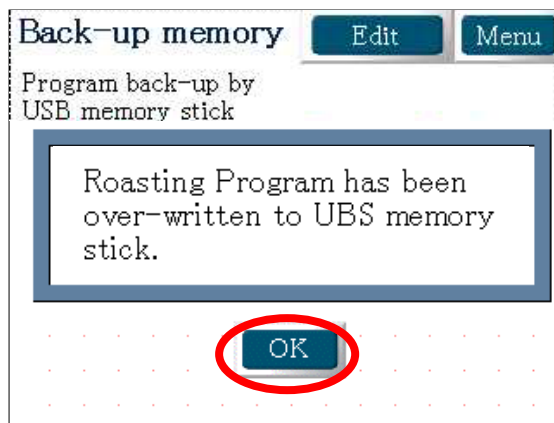 Back-up memory Edit Menu
Program back-up by
USB memory stick
Roasting Program has been
over-written to UBS memory
stick.
OK